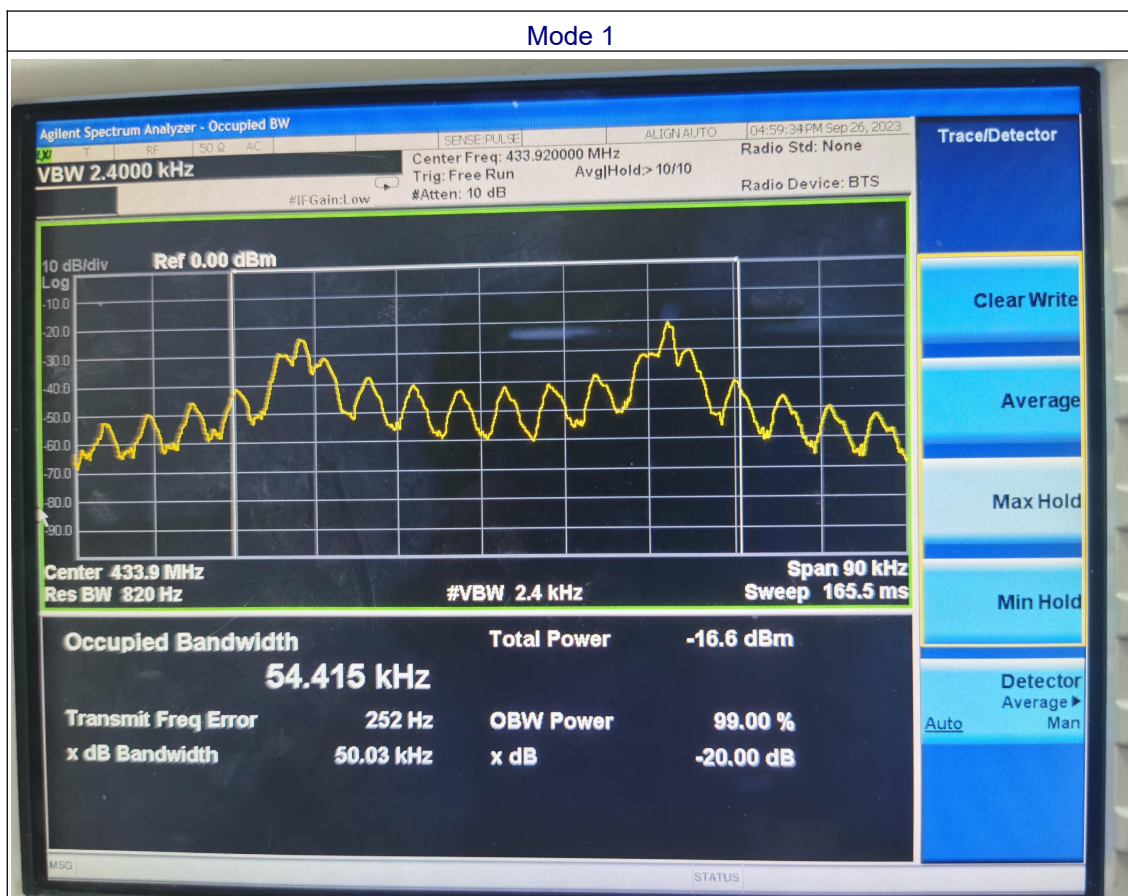 Mode 1
Agilent Spectrum Analyzer - Occupied BW
LXI T RF 50 Ω AC SENSE:PULSE ALIGN AUTO 04:59:34 PM Sep 26, 2023
VBW 2.4000 kHz
Center Freq: 433.920000 MHz
Radio Std: None
Trig: Free Run Avg|Hold:> 10/10
#IFGain:Low #Atten: 10 dB
Radio Device: BTS
10 dB/div Ref 0.00 dBm
Log
-10.0
-20.0
-30.0
-40.0
-50.0
-60.0
-70.0
-80.0
-90.0
Center 433.9 MHz Span 90 kHz
Res BW 820 Hz #VBW 2.4 kHz Sweep 165.5 ms
Occupied Bandwidth Total Power -16.6 dBm
54.415 kHz
Transmit Freq Error 252 Hz OBW Power 99.00 %
x dB Bandwidth 50.03 kHz x dB -20.00 dB
MSG STATUS
Trace/Detector
Clear Write
Average
Max Hold
Min Hold
Detector
Average
Auto Man